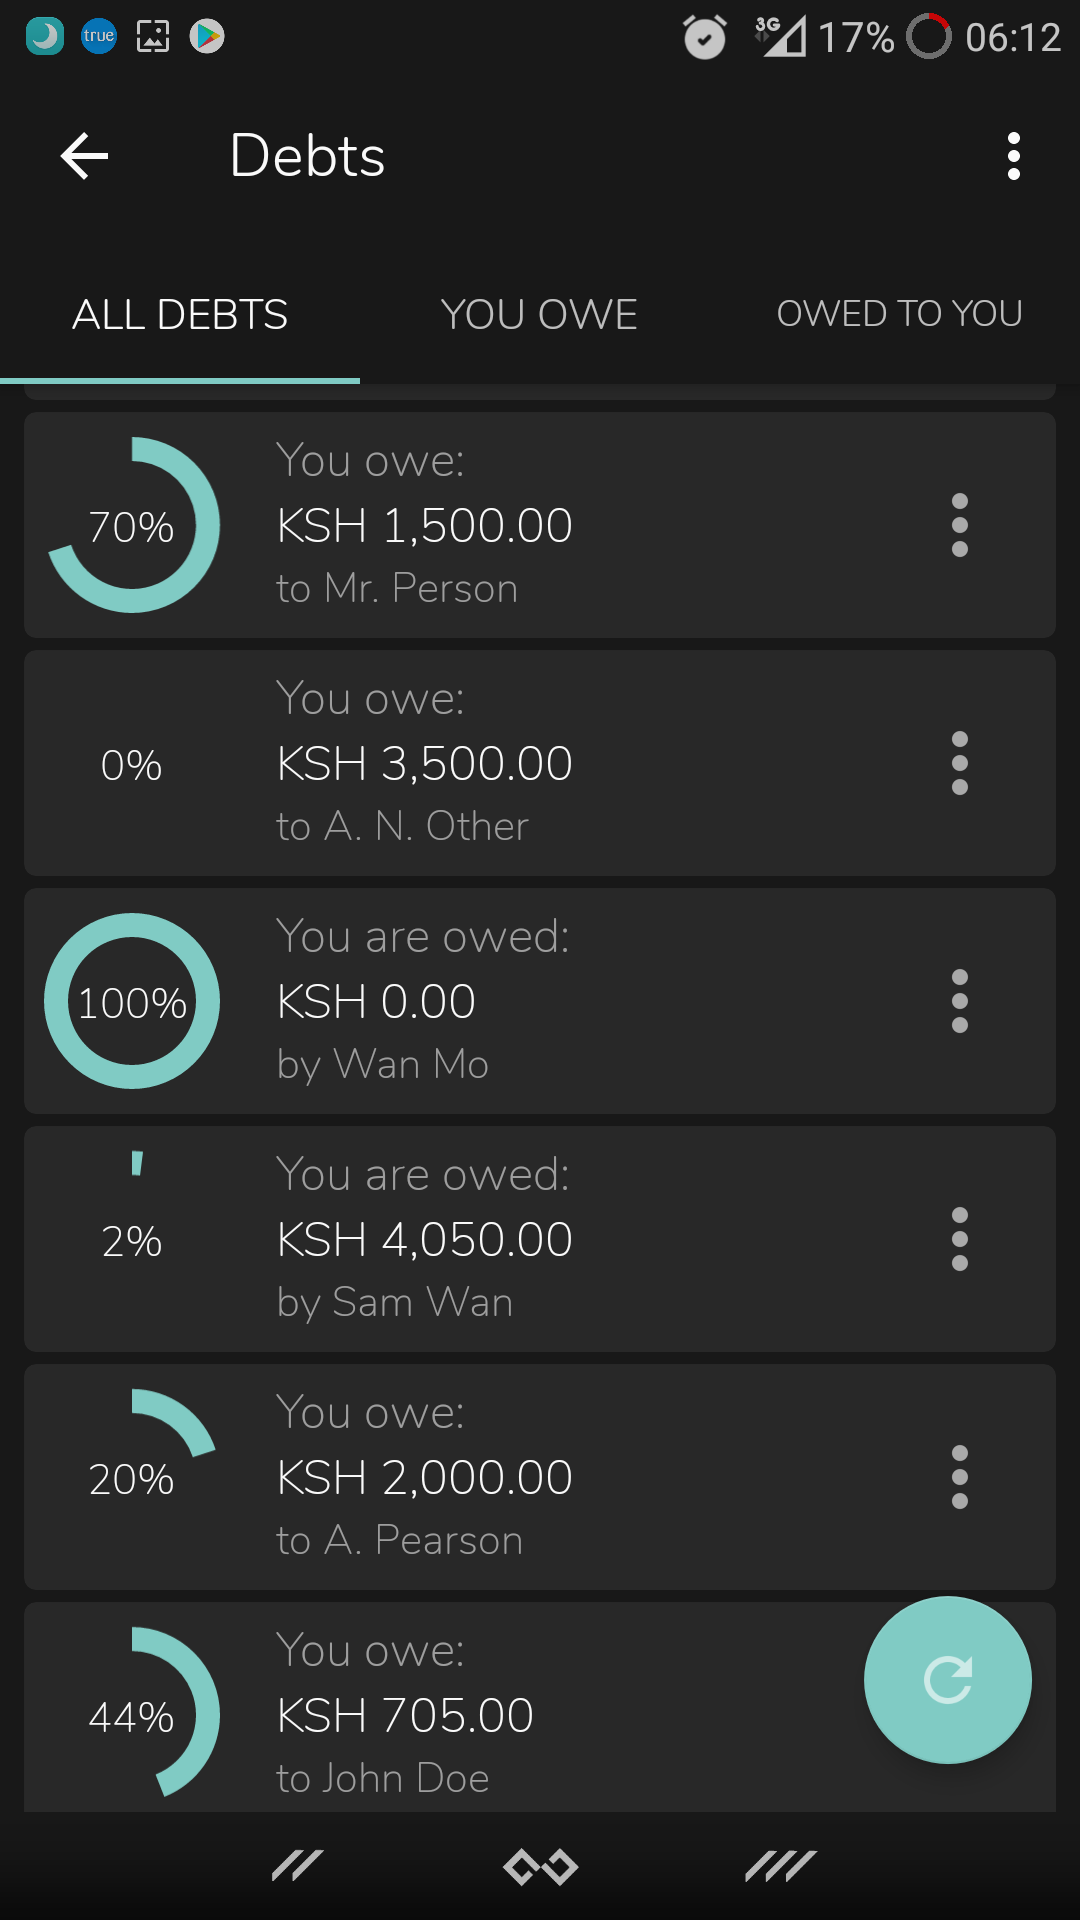 true
3G
17%
06:12
Debts
ALL DEBTS
YOU OWE
OWED TO YOU
You owe:
70%
KSH 1,500.00
to Mr. Person
You owe:
0%
KSH 3,500.00
to A. N. Other
You are owed:
100%
KSH 0.00
by Wan Mo
You are owed:
2%
KSH 4,050.00
by Sam Wan
You owe:
20%
KSH 2,000.00
to A. Pearson
You owe:
44%
KSH 705.00
to John Doe